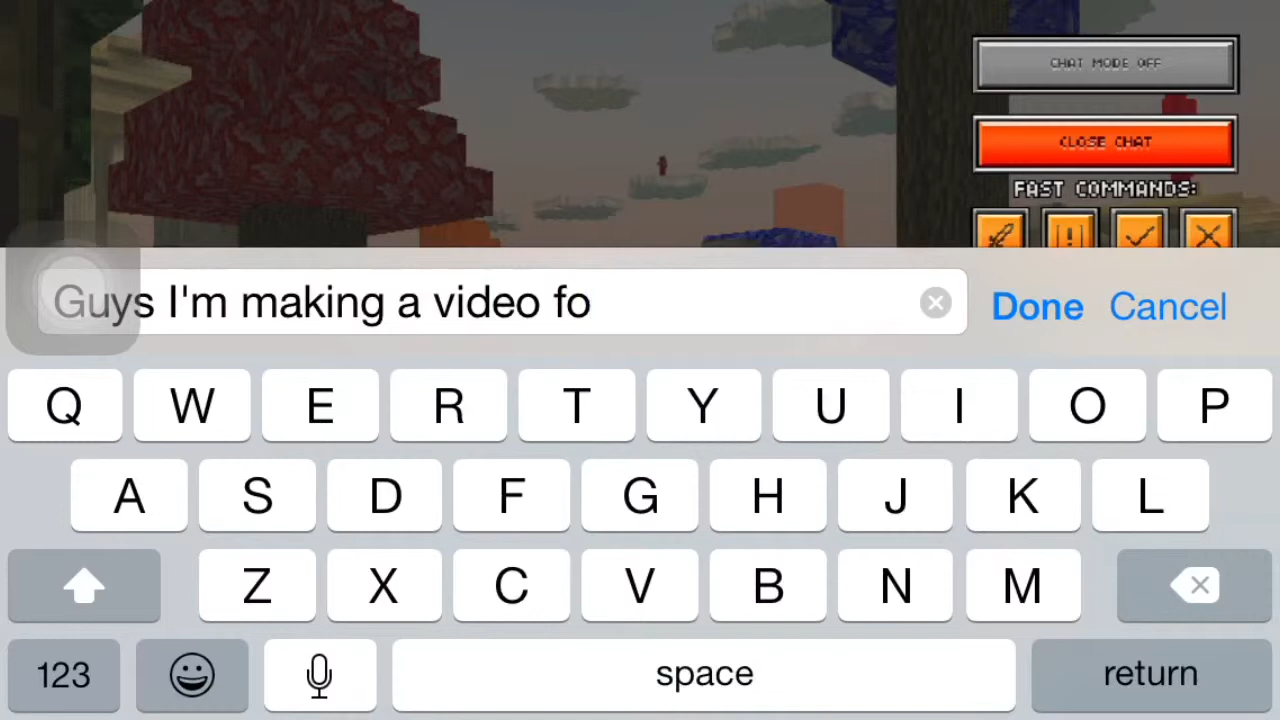 CHAT MODE OFF
CLOSE CHAT
FAST COMMANDS:
Guys I'm making a video fo
Done Cancel
Q W E R T Y U I O P
A S D F G H J K L
Z X C V B N M
123 space return